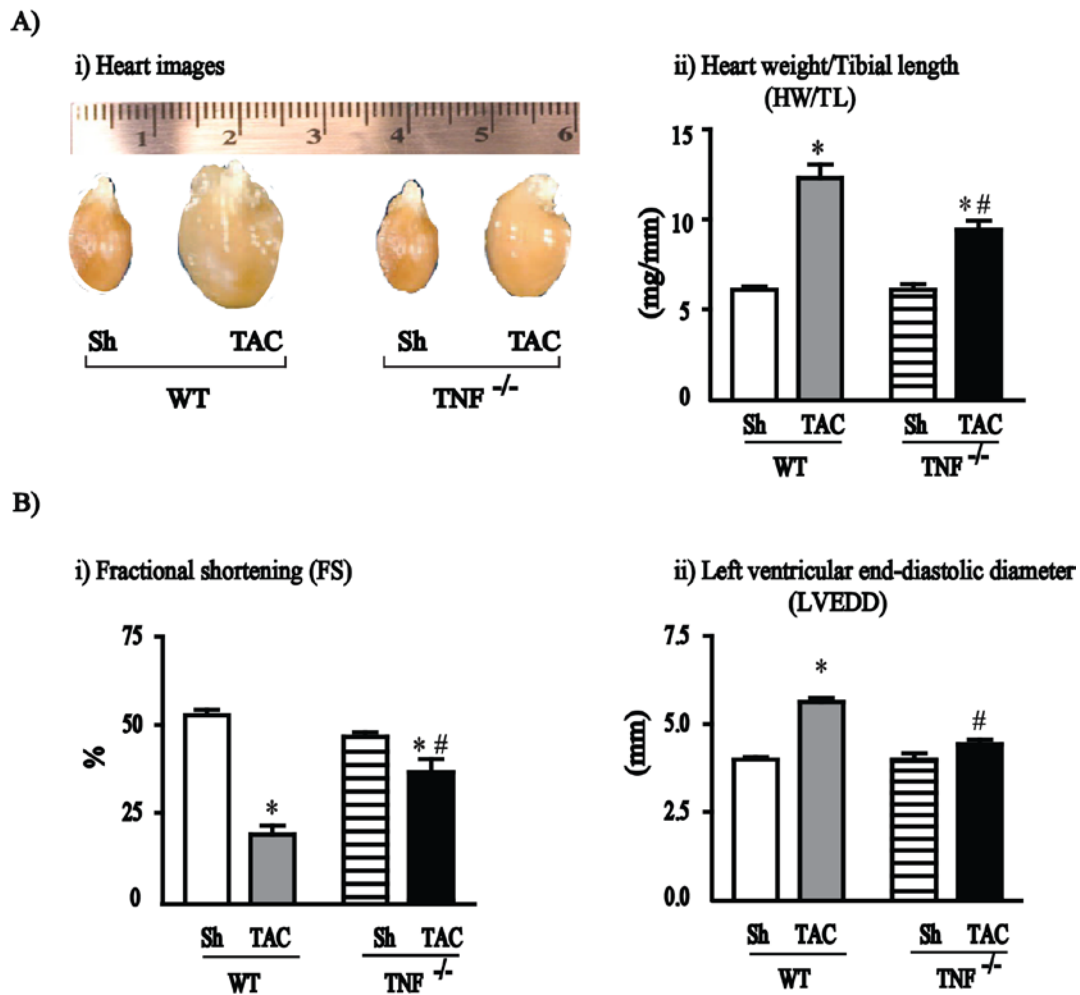 A)
i) Heart images
1 2 3 4 5 6
Sh TAC Sh TAC
WT TNF -/-
ii) Heart weight/Tibial length
(HW/TL)
(mg/mm)
15
10
5
0
*
* #
Sh TAC Sh TAC
WT TNF -/-
B)
i) Fractional shortening (FS)
%
75
50
25
0
*
* #
Sh TAC Sh TAC
WT TNF -/-
ii) Left ventricular end-diastolic diameter
(LVEDD)
(mm)
7.5
5.0
2.5
0.0
*
#
Sh TAC Sh TAC
WT TNF -/-